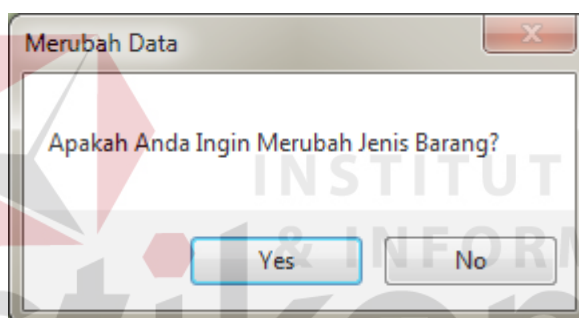 Merubah Data
Apakah Anda Ingin Merubah Jenis Barang?
INSTITUT
& INFORM
Yes
No